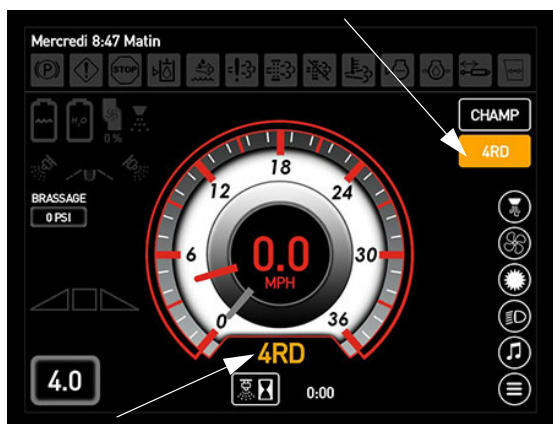 Mercredi 8:47 Matin
(P)
STOP
CHAMP
4RD
H₂O
0 %
BRASSAGE
0 PSI
18
12
24
6
30
0.0
MPH
0
36
4RD
4.0
0:00